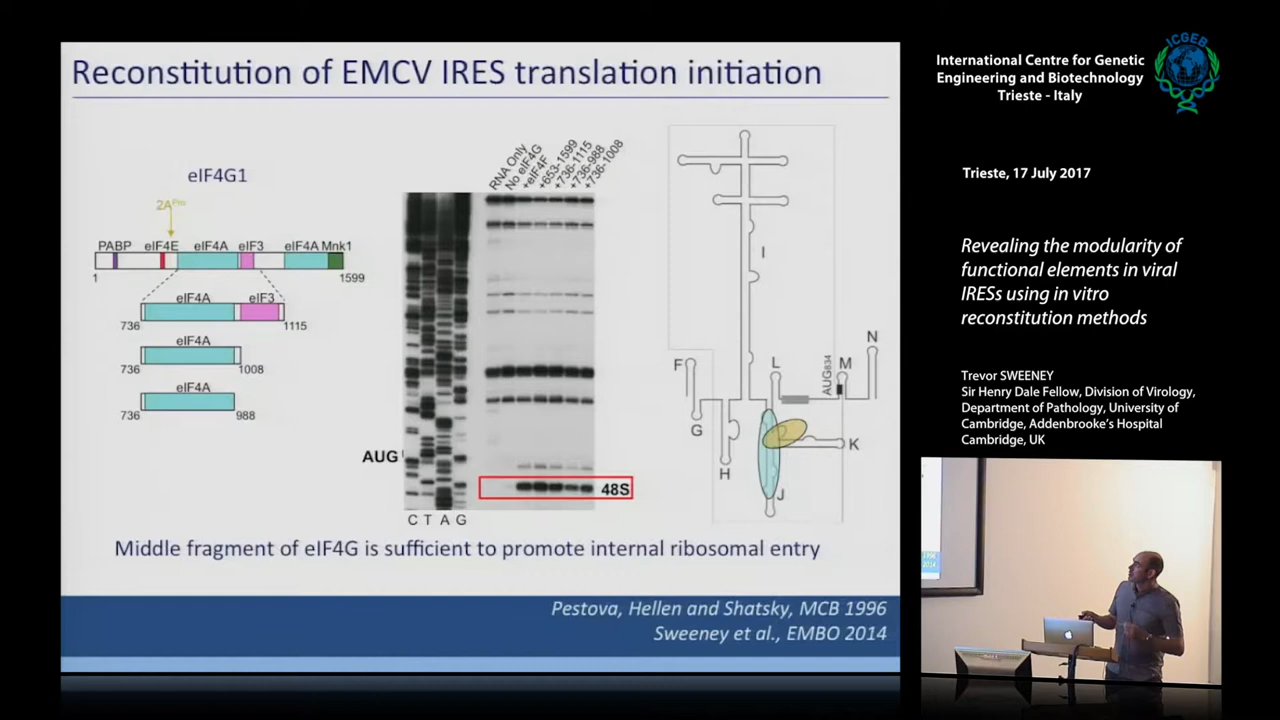 Reconstitution of EMCV IRES translation initiation
eIF4G1
2APro
PABP eIF4E eIF4A eIF3 eIF4A Mnk1
1 1599
eIF4A eIF3
736 1115
eIF4A
736 1008
eIF4A
736 988
RNA Only
No eIF4G
+eIF4F
+653-1599
+736-1115
+736-988
+736-1008
AUG
48S
C T A G
I
F
G
H
L
AUG834
M
N
K
J
Middle fragment of eIF4G is sufficient to promote internal ribosomal entry
Pestova, Hellen and Shatsky, MCB 1996
Sweeney et al., EMBO 2014
International Centre for Genetic
Engineering and Biotechnology
Trieste - Italy
ICGEB
Trieste, 17 July 2017
Revealing the modularity of
functional elements in viral
IRESs using in vitro
reconstitution methods
Trevor SWEENEY
Sir Henry Dale Fellow, Division of Virology,
Department of Pathology, University of
Cambridge, Addenbrooke's Hospital
Cambridge, UK
2014